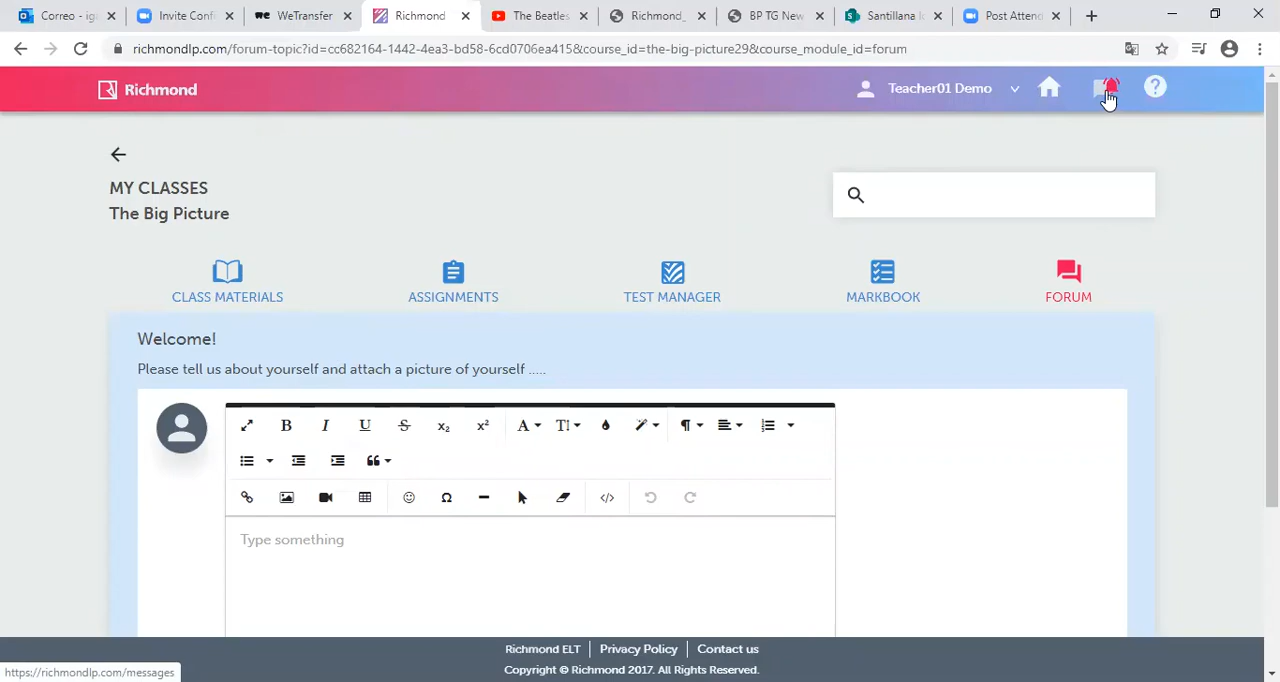 Correo - ig
Invite Conf
WeTransfer
Richmond
The Beatles
Richmond_
BP TG New
Santillana I
Post Attend
richmondlp.com/forum-topic?id=cc682164-1442-4ea3-bd58-6cd0706ea415&course_id=the-big-picture29&course_module_id=forum
Richmond
Teacher01 Demo
MY CLASSES
The Big Picture
CLASS MATERIALS
ASSIGNMENTS
TEST MANAGER
MARKBOOK
FORUM
Welcome!
Please tell us about yourself and attach a picture of yourself .....
Type something
Richmond ELT
Privacy Policy
Contact us
Copyright © Richmond 2017. All Rights Reserved.
https://richmondlp.com/messages